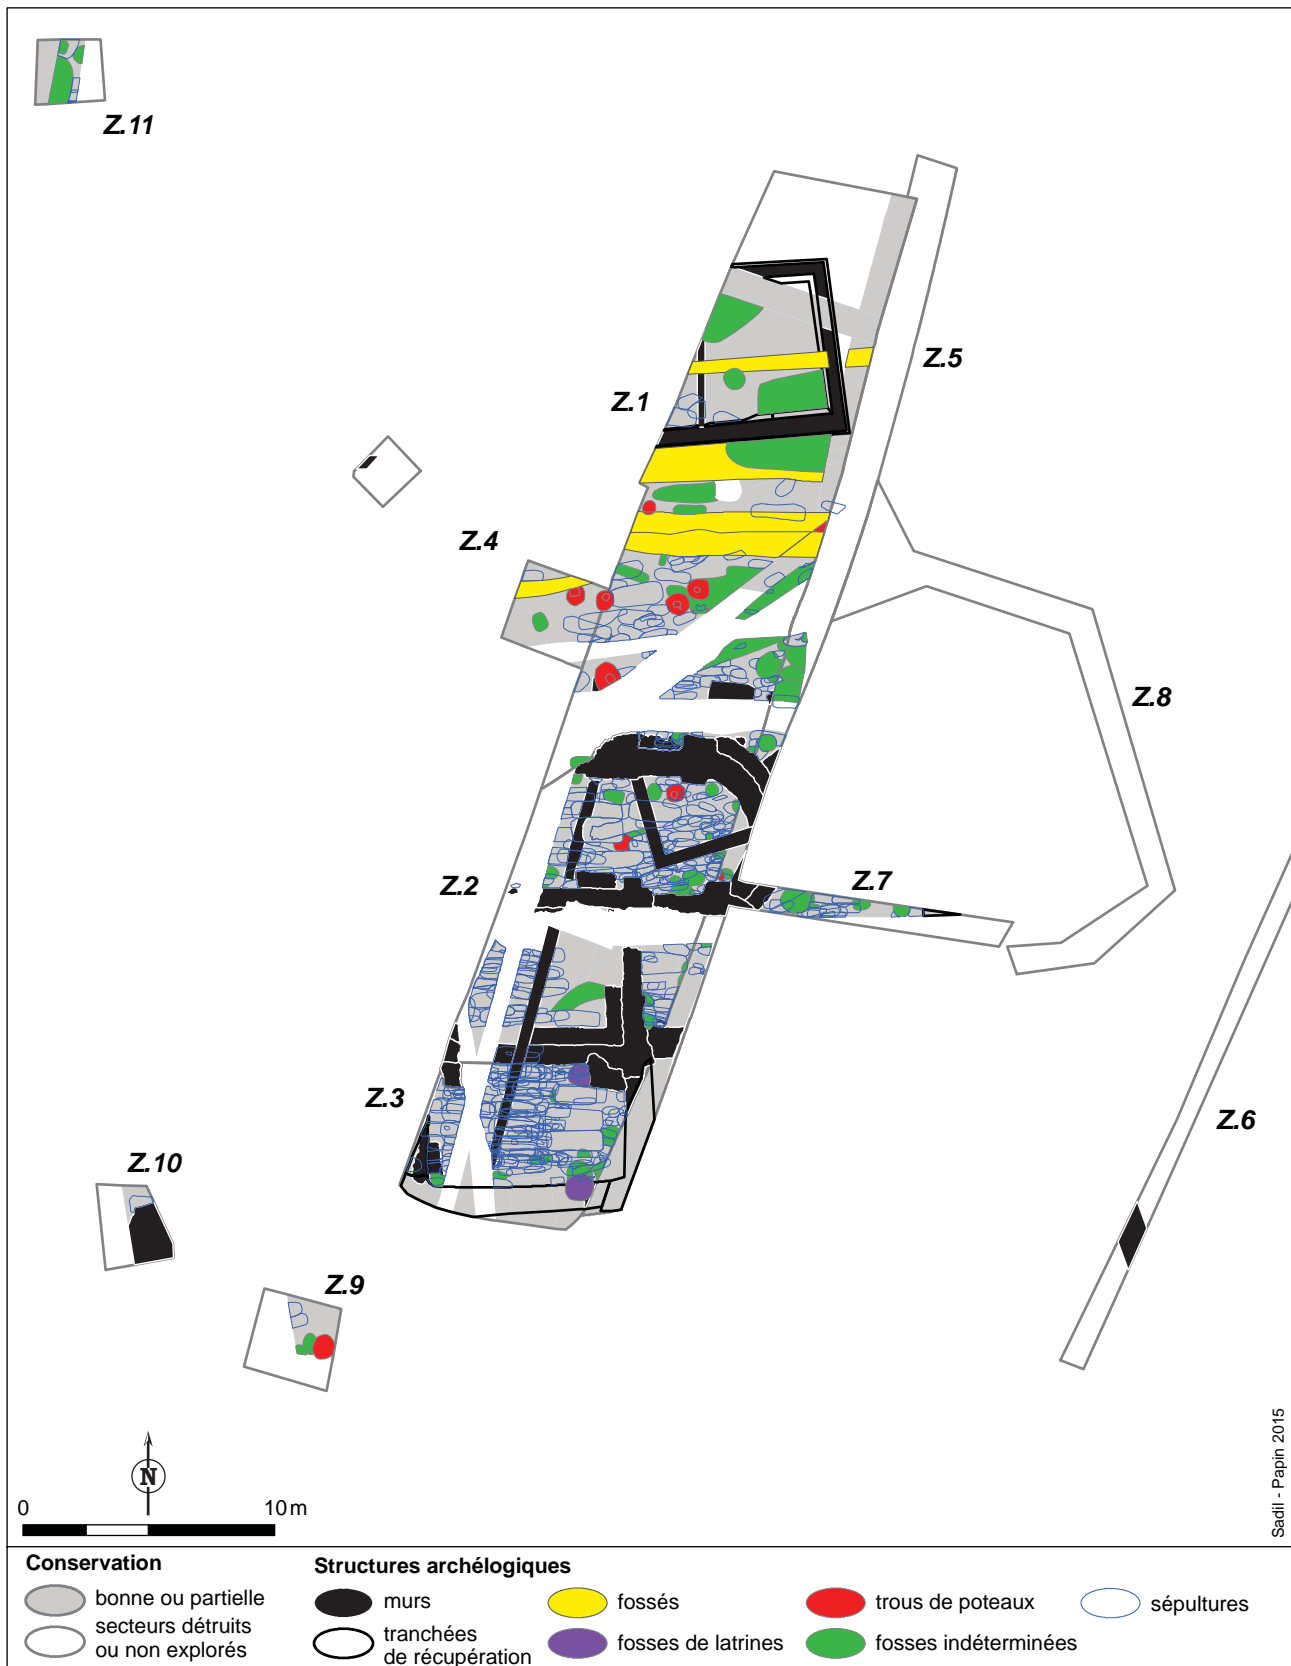 Z.11
Z.5
Z.1
Z.4
Z.8
Z.7
Z.2
Z.3
Z.6
Z.10
Z.9
N
0 10 m
Sadil - Papin 2015
Conservation
bonne ou partielle
secteurs détruits
ou non explorés
Structures archélogiques
murs
tranchées
de récupération
fossés
fosses de latrines
trous de poteaux
fosses indéterminées
sépultures